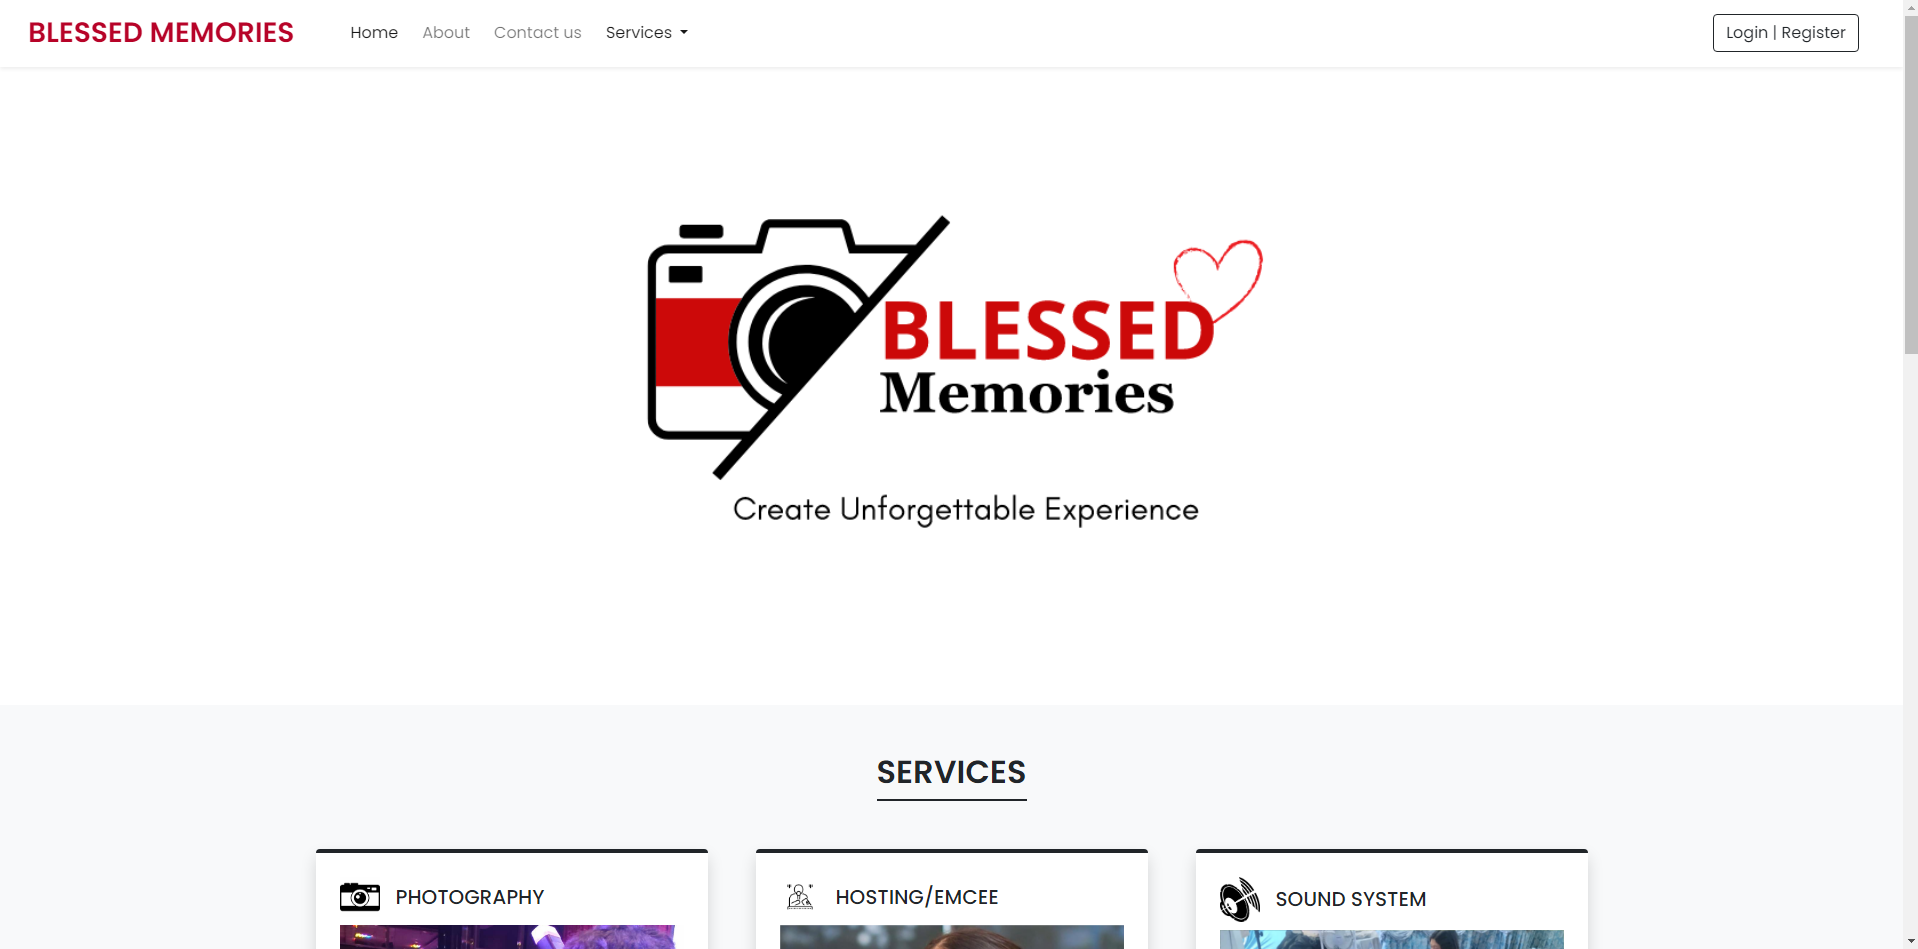 BLESSED MEMORIES Home About Contact us Services Login | Register
BLESSED
Memories
Create Unforgettable Experience
SERVICES
PHOTOGRAPHY
HOSTING/EMCEE
SOUND SYSTEM